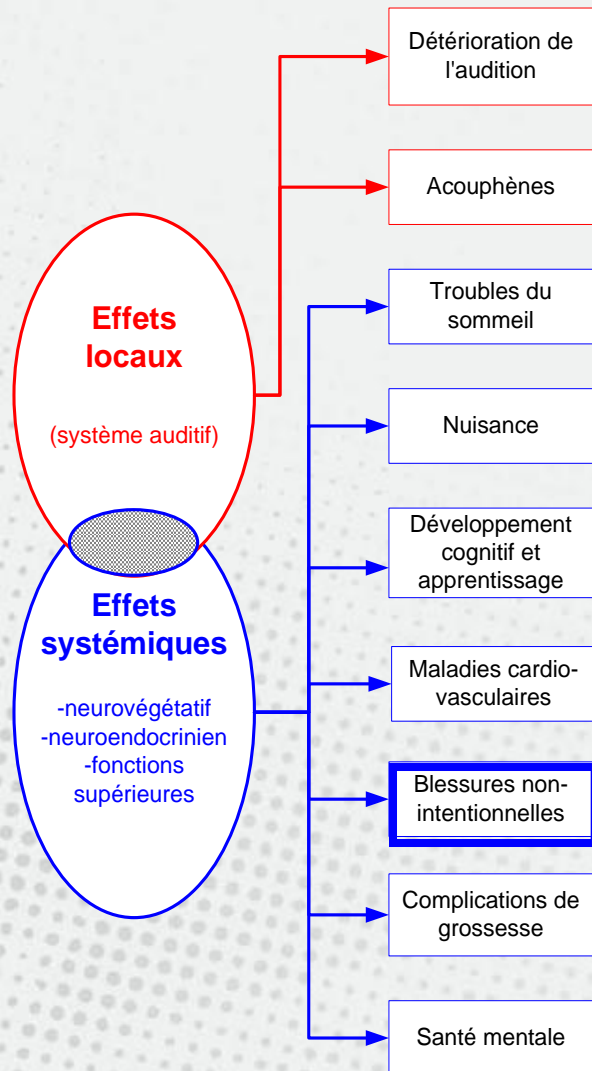 Détérioration de
l'audition
Acouphènes
Effets
locaux
(système auditif)
Troubles du
sommeil
Nuisance
Développement
cognitif et
apprentissage
Effets
systémiques
-neurovégétatif
-neuroendocrinien
-fonctions
supérieures
Maladies cardio-
vasculaires
Blessures non-
intentionnelles
Complications de
grossesse
Santé mentale